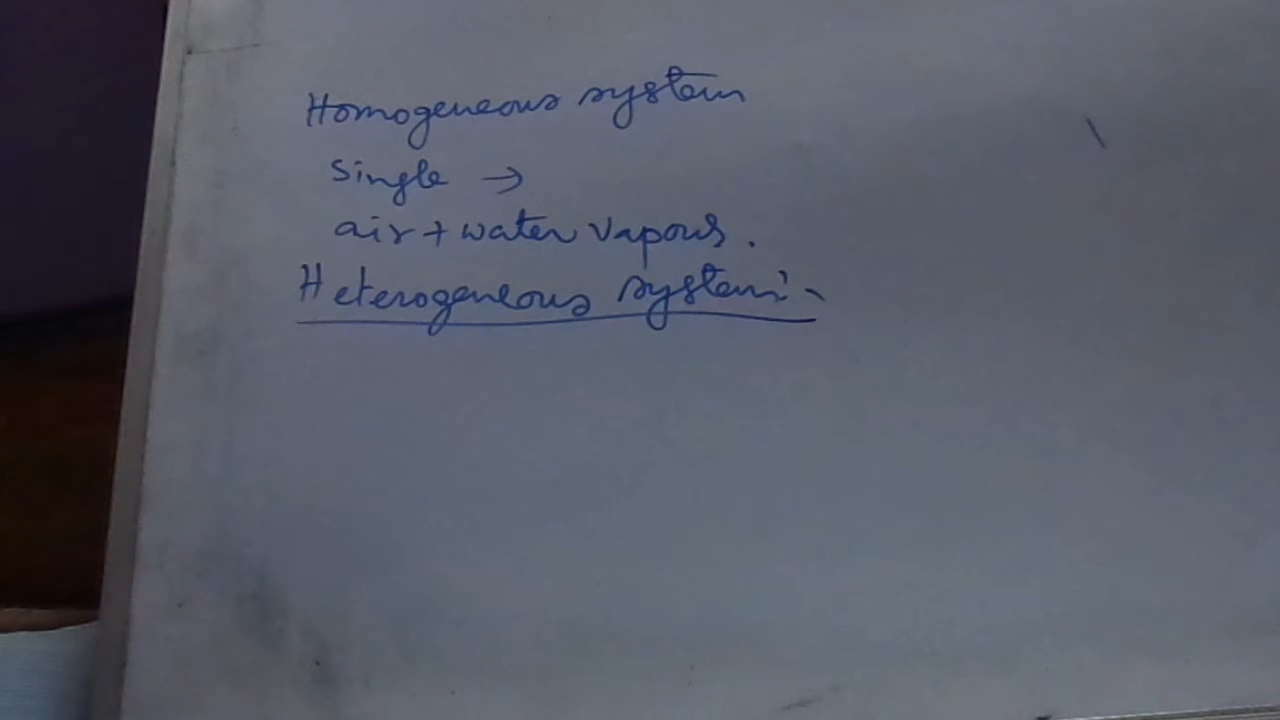 Homogeneous system
Single →
air + water vapours.
Heterogeneous system:-